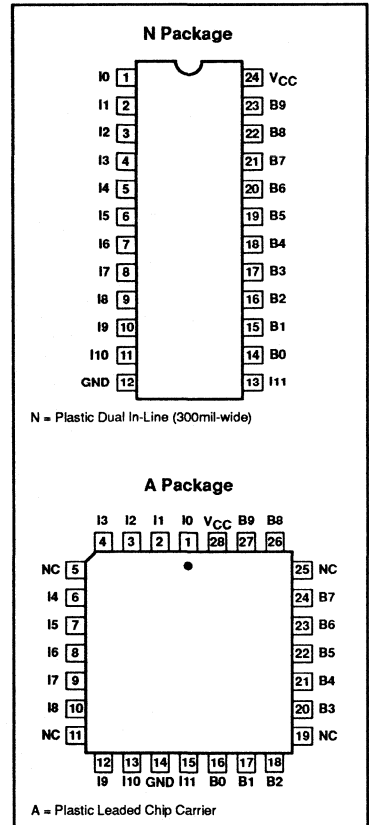 N Package
I0 1 24 VCC
I1 2 23 B9
I2 3 22 B8
I3 4 21 B7
I4 5 20 B6
I5 6 19 B5
I6 7 18 B4
I7 8 17 B3
I8 9 16 B2
I9 10 15 B1
I10 11 14 B0
GND 12 13 I11
N = Plastic Dual In-Line (300mil-wide)
A Package
I3 I2 I1 I0 VCC B9 B8
4 3 2 1 28 27 26
NC 5 25 NC
I4 6 24 B7
I5 7 23 B6
I6 8 22 B5
I7 9 21 B4
I8 10 20 B3
NC 11 19 NC
12 13 14 15 16 17 18
I9 I10 GND I11 B0 B1 B2
A = Plastic Leaded Chip Carrier